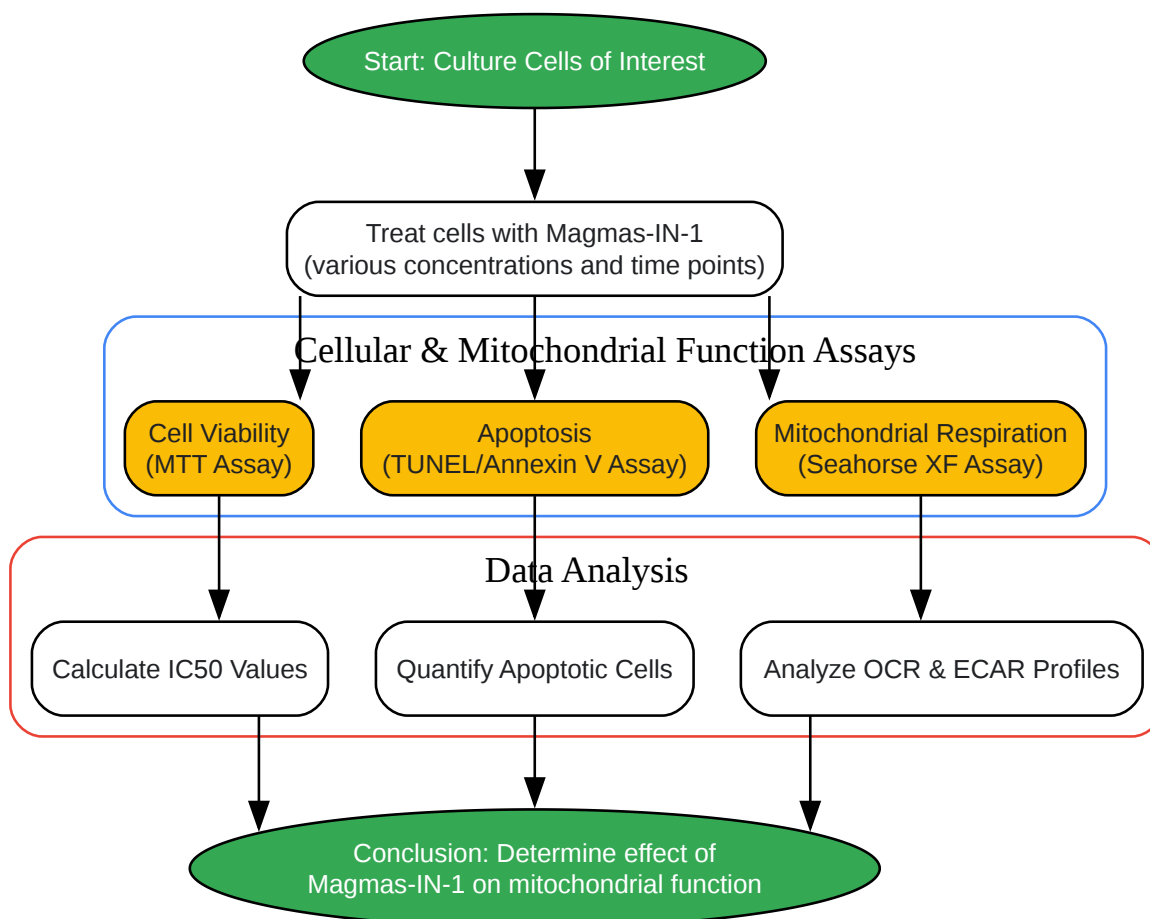 Start: Culture Cells of Interest
Treat cells with Magmas-IN-1
(various concentrations and time points)
Cellular & Mitochondrial Function Assays
Cell Viability
(MTT Assay)
Apoptosis
(TUNEL/Annexin V Assay)
Mitochondrial Respiration
(Seahorse XF Assay)
Data Analysis
Calculate IC50 Values
Quantify Apoptotic Cells
Analyze OCR & ECAR Profiles
Conclusion: Determine effect of
Magmas-IN-1 on mitochondrial function